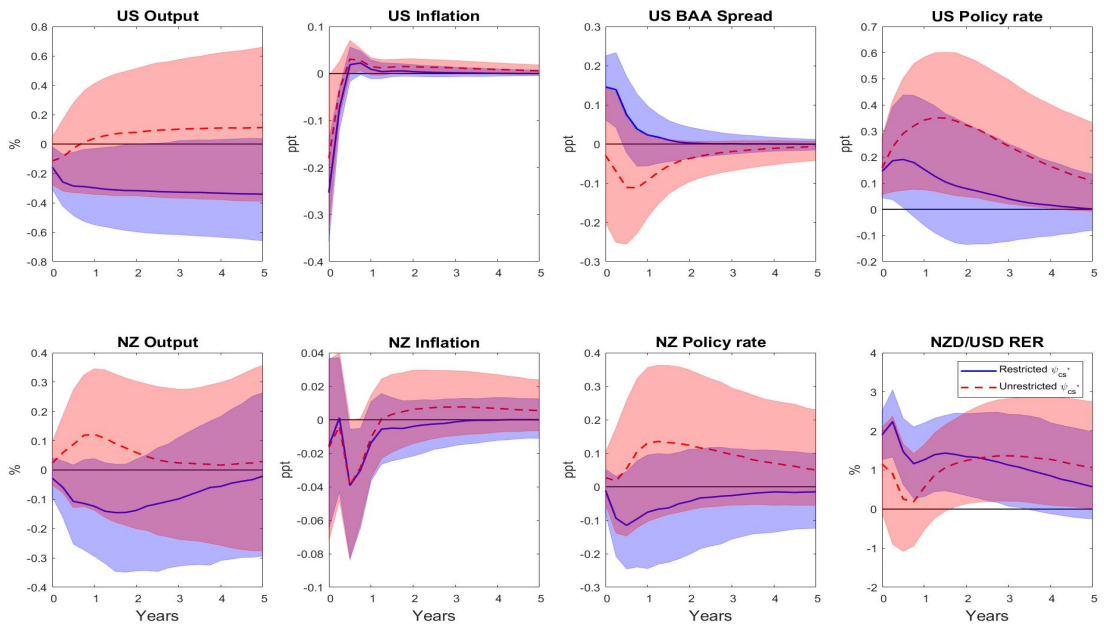 US Output
US Inflation
US BAA Spread
US Policy rate
0.8
0.6
0.4
0.2
0
-0.2
-0.4
-0.6
-0.8
%
0 1 2 3 4 5
0.1
0
-0.1
-0.2
-0.3
-0.4
ppt
0 1 2 3 4 5
0.3
0.2
0.1
0
-0.1
-0.2
-0.3
ppt
0 1 2 3 4 5
0.7
0.6
0.5
0.4
0.3
0.2
0.1
0
-0.1
0.2
ppt
0 1 2 3 4 5
NZ Output
NZ Inflation
NZ Policy rate
NZD/USD RER
0.4
0.3
0.2
0.1
0
-0.1
-0.2
-0.3
-0.4
%
0 1 2 3 4 5
Years
0.04
0.02
0
-0.02
-0.04
-0.06
-0.08
-0.1
ppt
0 1 2 3 4 5
Years
0.4
0.3
0.2
0.1
0
-0.1
-0.2
-0.3
ppt
0 1 2 3 4 5
Years
4
3
2
1
0
1
-2
%
0 1 2 3 4 5
Years
Restricted ψcs*
Unrestricted ψcs*